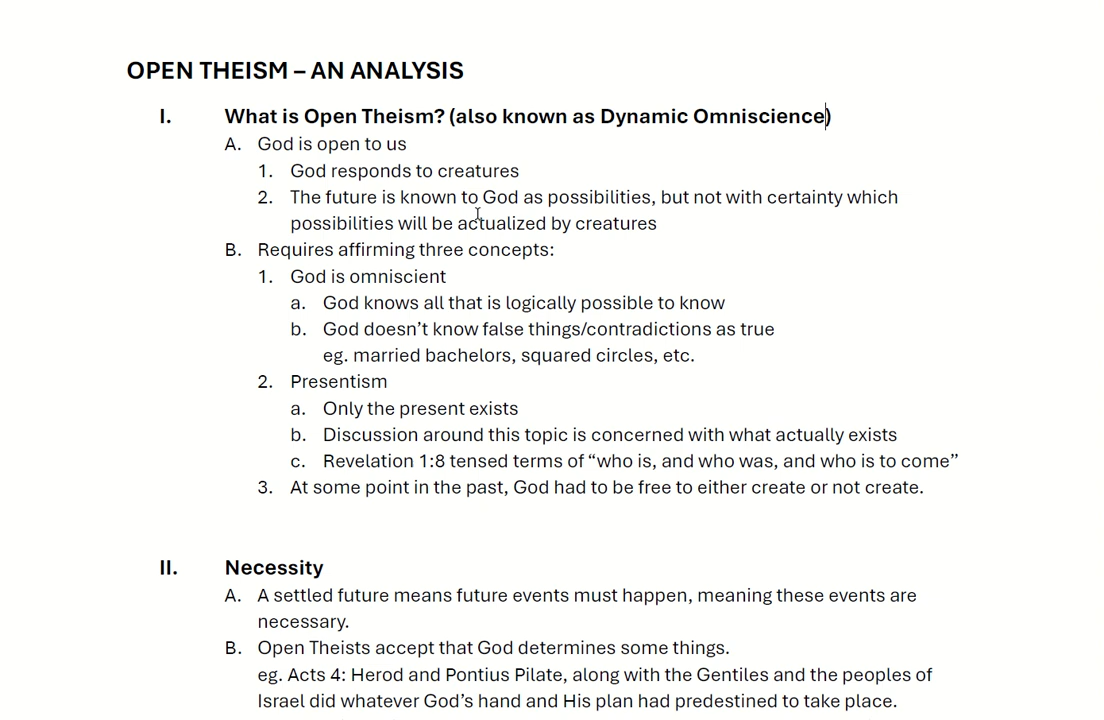 OPEN THEISM – AN ANALYSIS
I. What is Open Theism? (also known as Dynamic Omniscience)
A. God is open to us
1. God responds to creatures
2. The future is known to God as possibilities, but not with certainty which
possibilities will be actualized by creatures
B. Requires affirming three concepts:
1. God is omniscient
a. God knows all that is logically possible to know
b. God doesn’t know false things/contradictions as true
eg. married bachelors, squared circles, etc.
2. Presentism
a. Only the present exists
b. Discussion around this topic is concerned with what actually exists
c. Revelation 1:8 tensed terms of “who is, and who was, and who is to come”
3. At some point in the past, God had to be free to either create or not create.
II. Necessity
A. A settled future means future events must happen, meaning these events are
necessary.
B. Open Theists accept that God determines some things.
eg. Acts 4: Herod and Pontius Pilate, along with the Gentiles and the peoples of
Israel did whatever God’s hand and His plan had predestined to take place.